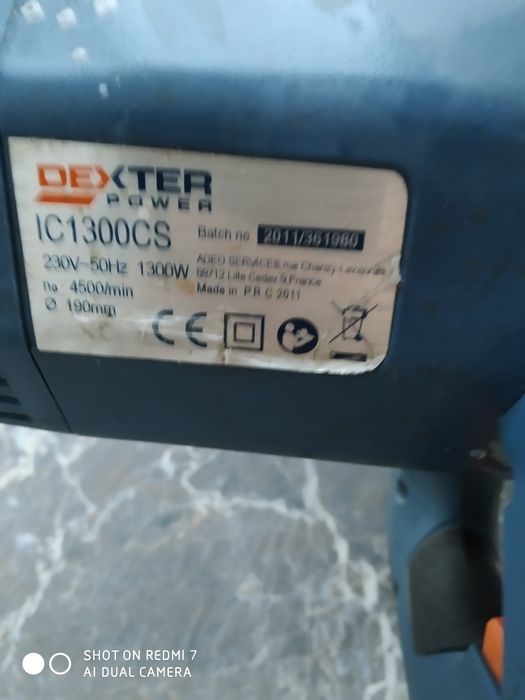 DEXTER
POWER
IC1300CS
Batch no 2011/361980
230V~50Hz 1300W
ADEO SERVICES, rue Chanzy-Lezennes
59712 Lille Cedex 9, France
n₀ 4500/min
Made in P R C 2011
Ø 190mm
CE
SHOT ON REDMI 7
AI DUAL CAMERA